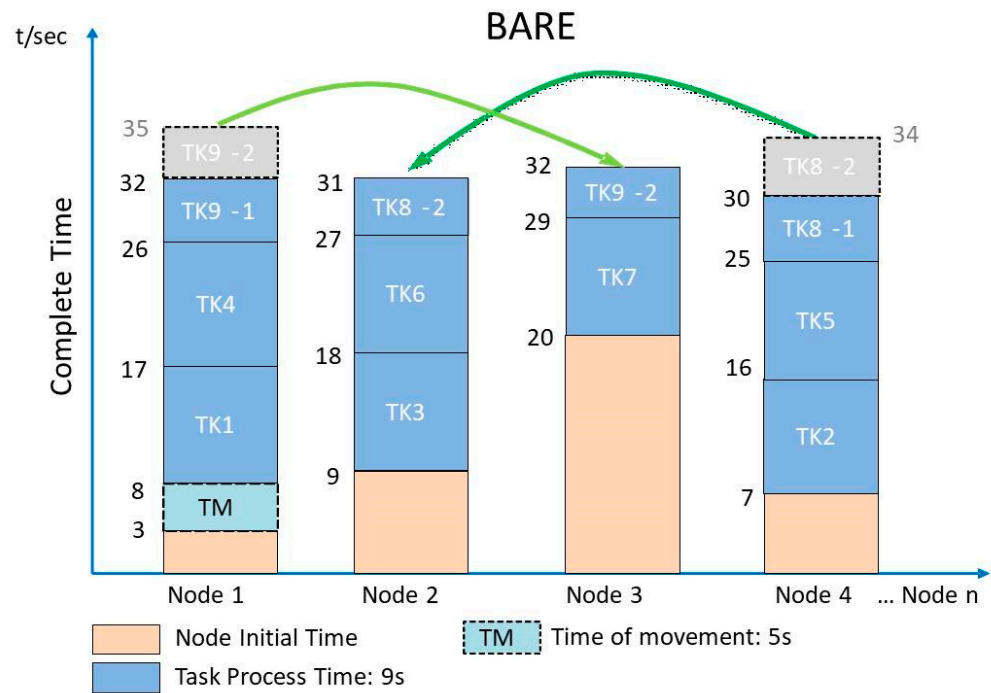 BARE
t/sec
Complete Time
35
TK9 -2
32
TK9 -1
26
TK4
17
TK1
8
TM
3
31
TK8 -2
27
TK6
18
TK3
9
32
TK9 -2
29
TK7
20
34
TK8 -2
30
TK8 -1
25
TK5
16
TK2
7
Node 1 Node 2 Node 3 Node 4 ... Node n
Node Initial Time
TM Time of movement: 5s
Task Process Time: 9s